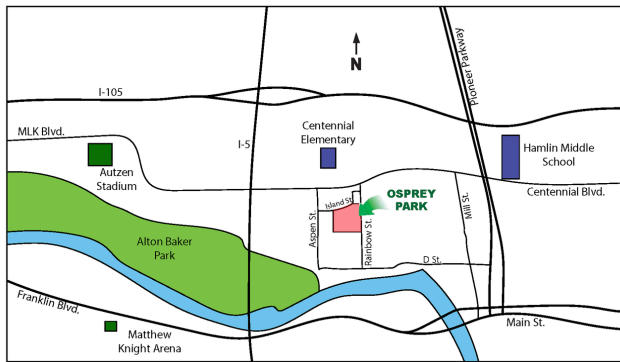 I-105
N
Pioneer Parkway
MLK Blvd.
Autzen
Stadium
I-5
Centennial
Elementary
Hamlin Middle
School
Centennial Blvd.
OSPREY
PARK
Island St.
Aspen St.
Rainbow St.
Mill St.
Alton Baker
Park
D St.
Franklin Blvd.
Matthew
Knight Arena
Main St.